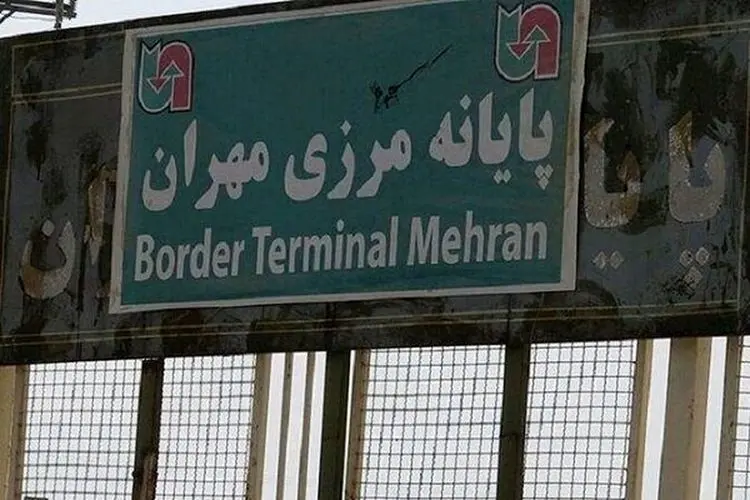 پایانه مرزی مهران
Border Terminal Mehran